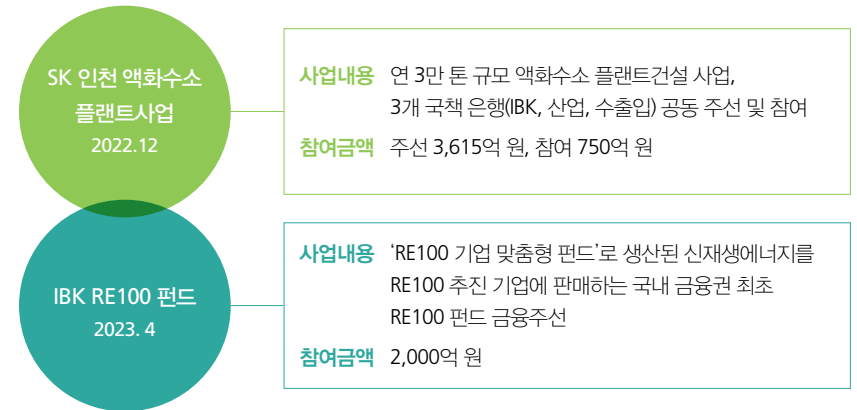 SK 인천 액화수소
플랜트사업
2022.12
사업내용 연 3만 톤 규모 액화수소 플랜트건설 사업,
3개 국책 은행(IBK, 산업, 수출입) 공동 주선 및 참여
참여금액 주선 3,615억 원, 참여 750억 원
IBK RE100 펀드
2023. 4
사업내용 ‘RE100 기업 맞춤형 펀드’로 생산된 신재생에너지를
RE100 추진 기업에 판매하는 국내 금융권 최초
RE100 펀드 금융주선
참여금액 2,000억 원